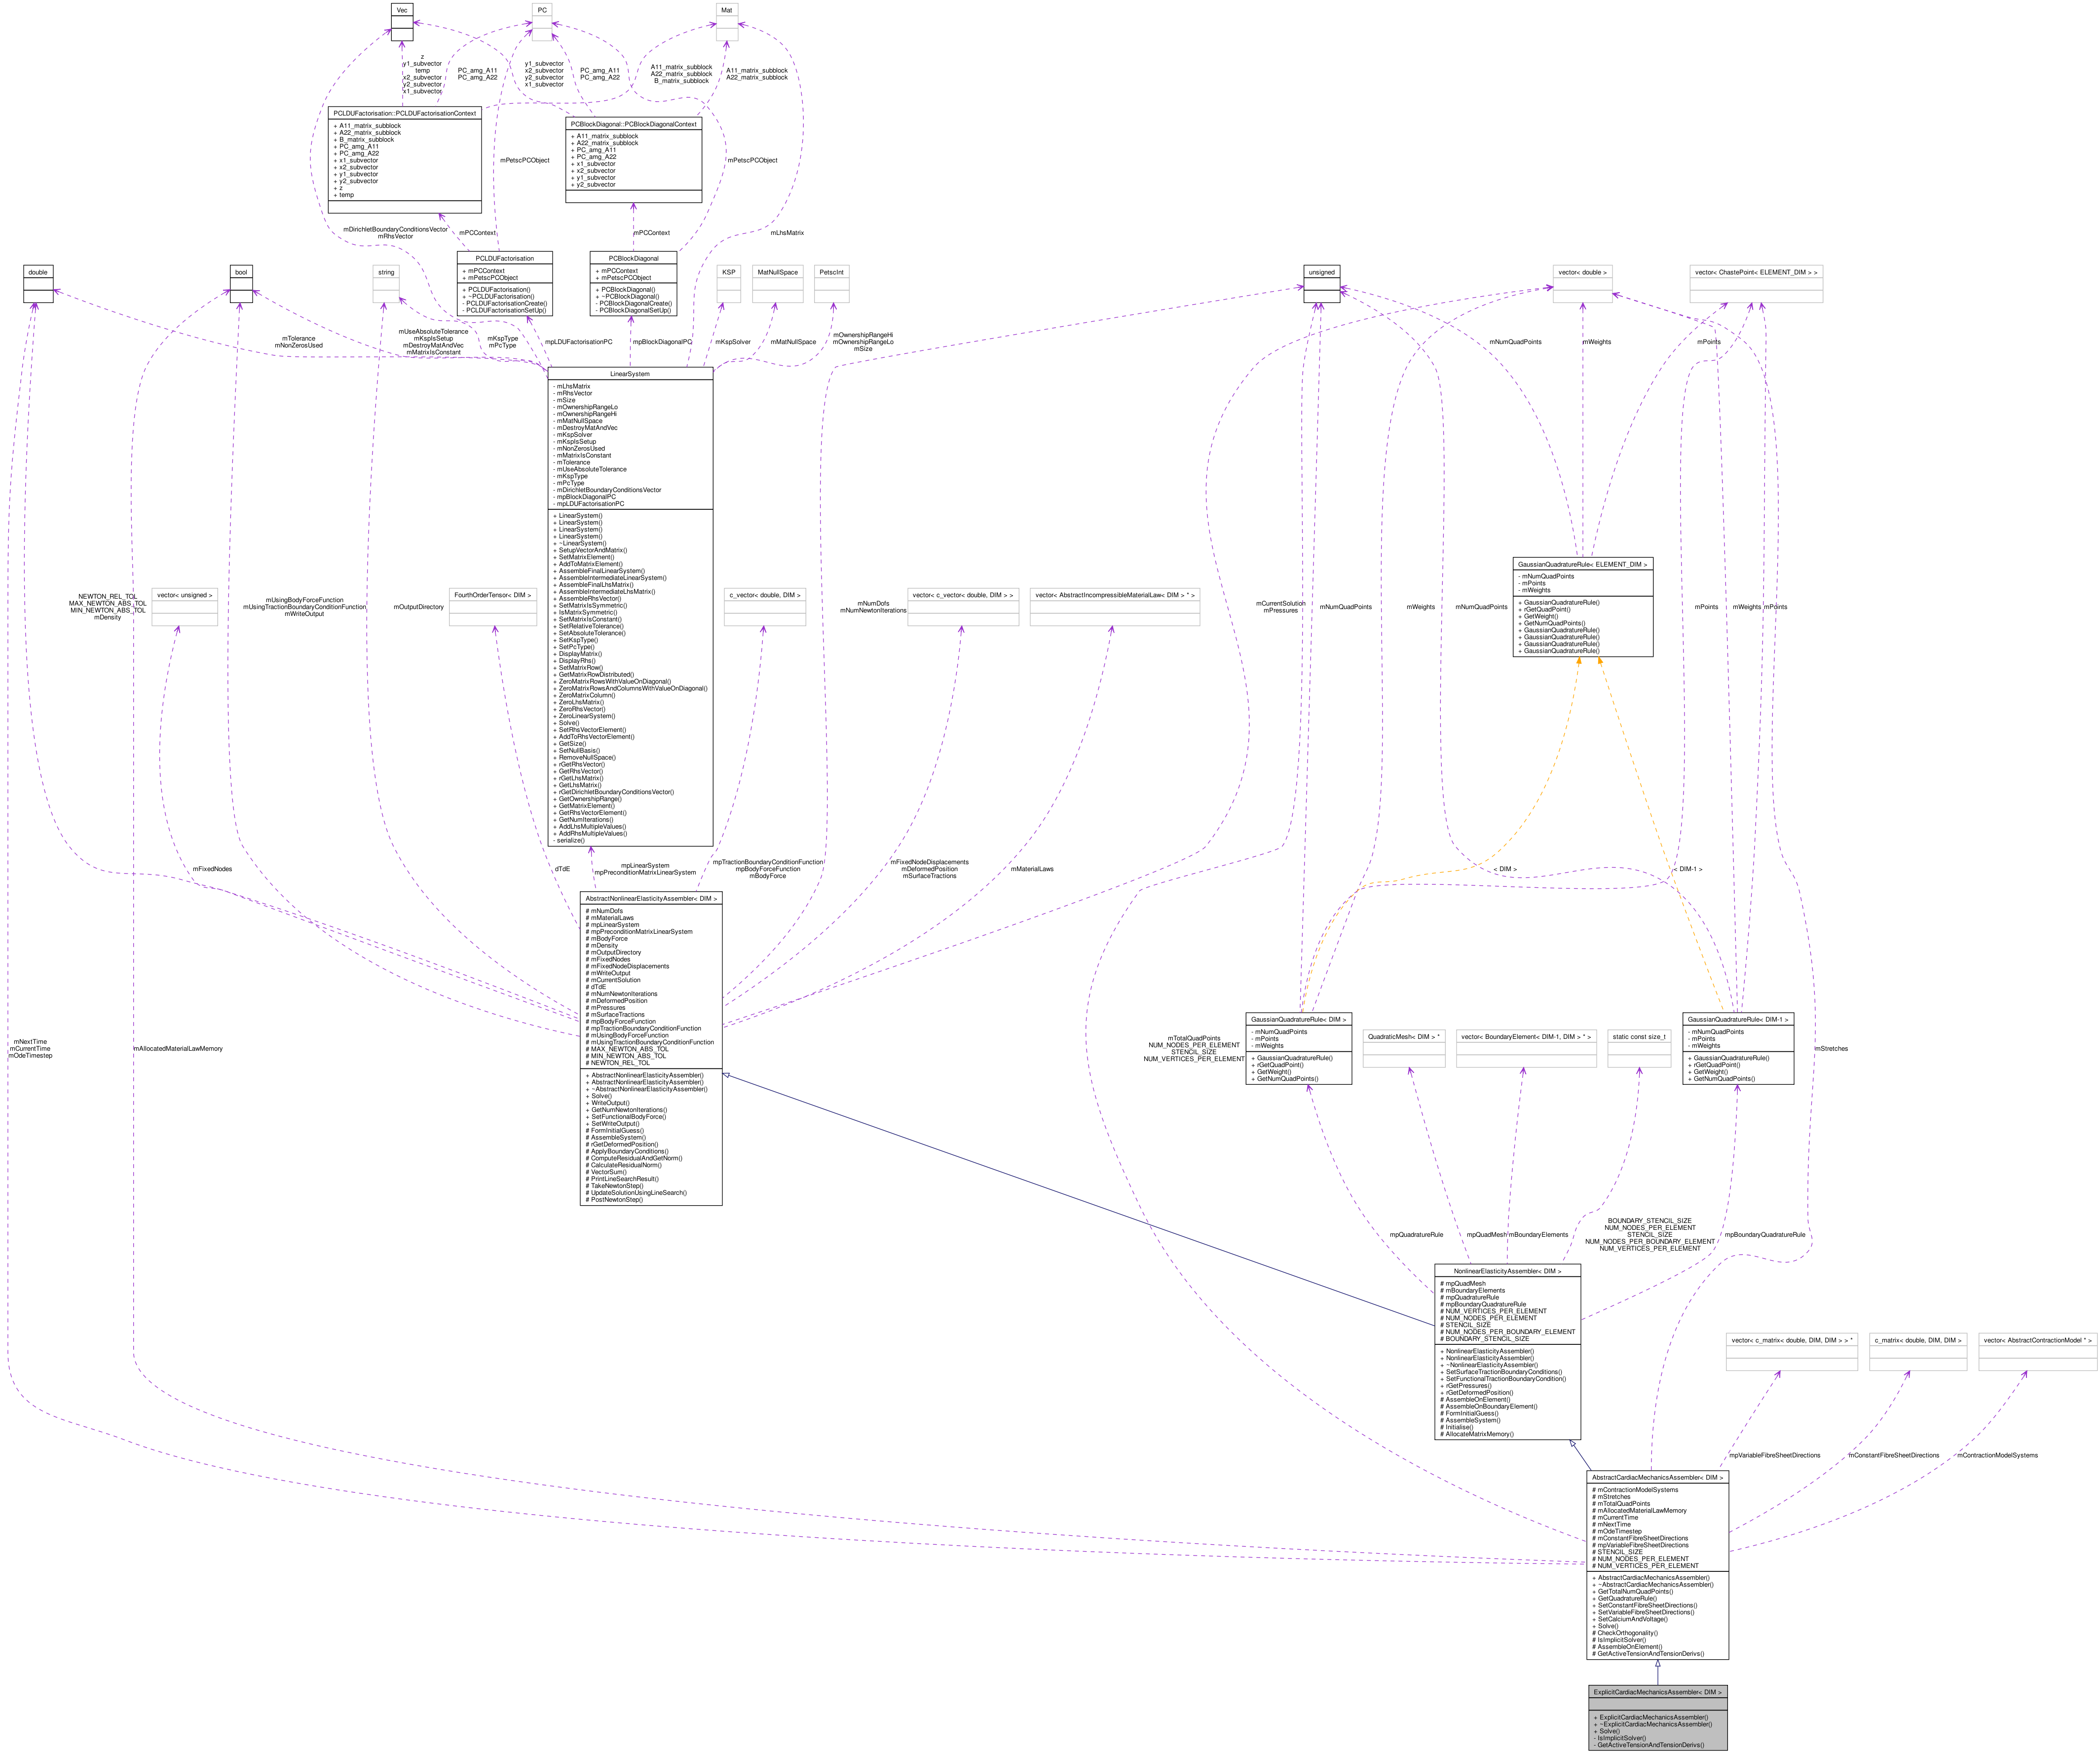 Vec
PC
Mat
z
y1_subvector
temp
x2_subvector
y2_subvector
x1_subvector
PC_amg_A11
PC_amg_A22
y1_subvector
x2_subvector
y2_subvector
x1_subvector
PC_amg_A11
PC_amg_A22
A11_matrix_subblock
A22_matrix_subblock
B_matrix_subblock
A11_matrix_subblock
A22_matrix_subblock
PCLDUFactorisation::PCLDUFactorisationContext
+ A11_matrix_subblock
+ A22_matrix_subblock
+ B_matrix_subblock
+ PC_amg_A11
+ PC_amg_A22
+ x1_subvector
+ x2_subvector
+ y1_subvector
+ y2_subvector
+ z
+ temp
PCBlockDiagonal::PCBlockDiagonalContext
+ A11_matrix_subblock
+ A22_matrix_subblock
+ PC_amg_A11
+ PC_amg_A22
+ x1_subvector
+ x2_subvector
+ y1_subvector
+ y2_subvector
mPetscPCObject
mPetscPCObject
mDirichletBoundaryConditionsVector
mRhsVector
mPCContext
mPCContext
mLhsMatrix
PCLDUFactorisation
+ mPCContext
+ mPetscPCObject
+ PCLDUFactorisation()
+ ~PCLDUFactorisation()
- PCLDUFactorisationCreate()
- PCLDUFactorisationSetUp()
PCBlockDiagonal
+ mPCContext
+ mPetscPCObject
+ PCBlockDiagonal()
+ ~PCBlockDiagonal()
- PCBlockDiagonalCreate()
- PCBlockDiagonalSetUp()
double
bool
string
KSP
MatNullSpace
PetscInt
unsigned
vector< double >
vector< ChastePoint< ELEMENT_DIM > >
mTolerance
mNonZerosUsed
mUseAbsoluteTolerance
mKspIsSetup
mDestroyMatAndVec
mMatrixIsConstant
mKspType
mPcType
mpLDUFactorisationPC
mpBlockDiagonalPC
mKspSolver
mMatNullSpace
mOwnershipRangeHi
mOwnershipRangeLo
mSize
mNumQuadPoints
mWeights
mPoints
LinearSystem
- mLhsMatrix
- mRhsVector
- mSize
- mOwnershipRangeLo
- mOwnershipRangeHi
- mMatNullSpace
- mDestroyMatAndVec
- mKspSolver
- mKspIsSetup
- mNonZerosUsed
- mMatrixIsConstant
- mTolerance
- mUseAbsoluteTolerance
- mKspType
- mPcType
- mDirichletBoundaryConditionsVector
- mpBlockDiagonalPC
- mpLDUFactorisationPC
+ LinearSystem()
+ LinearSystem()
+ LinearSystem()
+ LinearSystem()
+ ~LinearSystem()
+ SetupVectorAndMatrix()
+ SetMatrixElement()
+ AddToMatrixElement()
+ AssembleFinalLinearSystem()
+ AssembleIntermediateLinearSystem()
+ AssembleFinalLhsMatrix()
+ AssembleIntermediateLhsMatrix()
+ AssembleRhsVector()
+ SetMatrixIsSymmetric()
+ IsMatrixSymmetric()
+ SetMatrixIsConstant()
+ SetRelativeTolerance()
+ SetAbsoluteTolerance()
+ SetKspType()
+ SetPcType()
+ DisplayMatrix()
+ DisplayRhs()
+ SetMatrixRow()
+ GetMatrixRowDistributed()
+ ZeroMatrixRowsWithValueOnDiagonal()
+ ZeroMatrixRowsAndColumnsWithValueOnDiagonal()
+ ZeroMatrixColumn()
+ ZeroLhsMatrix()
+ ZeroRhsVector()
+ ZeroLinearSystem()
+ Solve()
+ SetRhsVectorElement()
+ AddToRhsVectorElement()
+ GetSize()
+ SetNullBasis()
+ RemoveNullSpace()
+ rGetRhsVector()
+ GetRhsVector()
+ rGetLhsMatrix()
+ GetLhsMatrix()
+ rGetDirichletBoundaryConditionsVector()
+ GetOwnershipRange()
+ GetMatrixElement()
+ GetRhsVectorElement()
+ GetNumIterations()
+ AddLhsMultipleValues()
+ AddRhsMultipleValues()
- serialize()
GaussianQuadratureRule< ELEMENT_DIM >
- mNumQuadPoints
- mPoints
- mWeights
+ GaussianQuadratureRule()
+ rGetQuadPoint()
+ GetWeight()
+ GetNumQuadPoints()
+ GaussianQuadratureRule()
+ GaussianQuadratureRule()
+ GaussianQuadratureRule()
+ GaussianQuadratureRule()
NEWTON_REL_TOL
MAX_NEWTON_ABS_TOL
MIN_NEWTON_ABS_TOL
mDensity
vector< unsigned >
mUsingBodyForceFunction
mUsingTractionBoundaryConditionFunction
mWriteOutput
mOutputDirectory
FourthOrderTensor< DIM >
c_vector< double, DIM >
mNumDofs
mNumNewtonIterations
vector< c_vector< double, DIM > >
vector< AbstractIncompressibleMaterialLaw< DIM > * >
mCurrentSolution
mPressures
mNumQuadPoints
mWeights
mNumQuadPoints
mPoints
mWeights
mPoints
mFixedNodes
dTdE
mpLinearSystem
mpPreconditionMatrixLinearSystem
mpTractionBoundaryConditionFunction
mpBodyForceFunction
mBodyForce
mFixedNodeDisplacements
mDeformedPosition
mSurfaceTractions
mMaterialLaws
< DIM >
< DIM-1 >
AbstractNonlinearElasticityAssembler< DIM >
# mNumDofs
# mMaterialLaws
# mpLinearSystem
# mpPreconditionMatrixLinearSystem
# mBodyForce
# mDensity
# mOutputDirectory
# mFixedNodes
# mFixedNodeDisplacements
# mWriteOutput
# mCurrentSolution
# dTdE
# mNumNewtonIterations
# mDeformedPosition
# mPressures
# mSurfaceTractions
# mpBodyForceFunction
# mpTractionBoundaryConditionFunction
# mUsingBodyForceFunction
# mUsingTractionBoundaryConditionFunction
# MAX_NEWTON_ABS_TOL
# MIN_NEWTON_ABS_TOL
# NEWTON_REL_TOL
+ AbstractNonlinearElasticityAssembler()
+ AbstractNonlinearElasticityAssembler()
+ ~AbstractNonlinearElasticityAssembler()
+ Solve()
+ WriteOutput()
+ GetNumNewtonIterations()
+ SetFunctionalBodyForce()
+ SetWriteOutput()
# FormInitialGuess()
# AssembleSystem()
# rGetDeformedPosition()
# ApplyBoundaryConditions()
# ComputeResidualAndGetNorm()
# CalculateResidualNorm()
# VectorSum()
# PrintLineSearchResult()
# TakeNewtonStep()
# UpdateSolutionUsingLineSearch()
# PostNewtonStep()
mNextTime
mCurrentTime
mOdeTimestep
mAllocatedMaterialLawMemory
mTotalQuadPoints
NUM_NODES_PER_ELEMENT
STENCIL_SIZE
NUM_VERTICES_PER_ELEMENT
GaussianQuadratureRule< DIM >
- mNumQuadPoints
- mPoints
- mWeights
+ GaussianQuadratureRule()
+ rGetQuadPoint()
+ GetWeight()
+ GetNumQuadPoints()
QuadraticMesh< DIM > *
vector< BoundaryElement< DIM-1, DIM > * >
static const size_t
GaussianQuadratureRule< DIM-1 >
- mNumQuadPoints
- mPoints
- mWeights
+ GaussianQuadratureRule()
+ rGetQuadPoint()
+ GetWeight()
+ GetNumQuadPoints()
mStretches
mpQuadratureRule
mpQuadMesh
mBoundaryElements
BOUNDARY_STENCIL_SIZE
NUM_NODES_PER_ELEMENT
STENCIL_SIZE
NUM_NODES_PER_BOUNDARY_ELEMENT
NUM_VERTICES_PER_ELEMENT
mpBoundaryQuadratureRule
NonlinearElasticityAssembler< DIM >
# mpQuadMesh
# mBoundaryElements
# mpQuadratureRule
# mpBoundaryQuadratureRule
# NUM_VERTICES_PER_ELEMENT
# NUM_NODES_PER_ELEMENT
# STENCIL_SIZE
# NUM_NODES_PER_BOUNDARY_ELEMENT
# BOUNDARY_STENCIL_SIZE
+ NonlinearElasticityAssembler()
+ NonlinearElasticityAssembler()
+ ~NonlinearElasticityAssembler()
+ SetSurfaceTractionBoundaryConditions()
+ SetFunctionalTractionBoundaryCondition()
+ rGetPressures()
+ rGetDeformedPosition()
# AssembleOnElement()
# AssembleOnBoundaryElement()
# FormInitialGuess()
# AssembleSystem()
# Initialise()
# AllocateMatrixMemory()
vector< c_matrix< double, DIM, DIM > > *
c_matrix< double, DIM, DIM >
vector< AbstractContractionModel * >
mpVariableFibreSheetDirections
mConstantFibreSheetDirections
mContractionModelSystems
AbstractCardiacMechanicsAssembler< DIM >
# mContractionModelSystems
# mStretches
# mTotalQuadPoints
# mAllocatedMaterialLawMemory
# mCurrentTime
# mNextTime
# mOdeTimestep
# mConstantFibreSheetDirections
# mpVariableFibreSheetDirections
# STENCIL_SIZE
# NUM_NODES_PER_ELEMENT
# NUM_VERTICES_PER_ELEMENT
+ AbstractCardiacMechanicsAssembler()
+ ~AbstractCardiacMechanicsAssembler()
+ GetTotalNumQuadPoints()
+ GetQuadratureRule()
+ SetConstantFibreSheetDirections()
+ SetVariableFibreSheetDirections()
+ SetCalciumAndVoltage()
+ Solve()
# CheckOrthogonality()
# IsImplicitSolver()
# AssembleOnElement()
# GetActiveTensionAndTensionDerivs()
ExplicitCardiacMechanicsAssembler< DIM >
+ ExplicitCardiacMechanicsAssembler()
+ ~ExplicitCardiacMechanicsAssembler()
+ Solve()
- IsImplicitSolver()
- GetActiveTensionAndTensionDerivs()